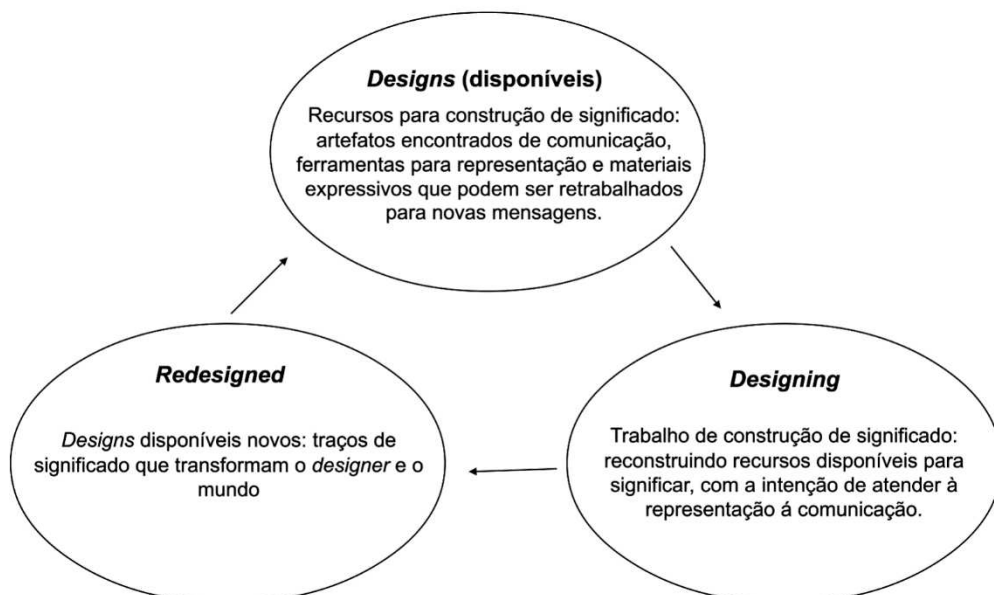 Designs (disponíveis)
Recursos para construção de significado:
artefatos encontrados de comunicação,
ferramentas para representação e materiais
expressivos que podem ser retrabalhados
para novas mensagens.
Redesigned
Designs disponíveis novos: traços de
significado que transformam o designer e o
mundo
Designing
Trabalho de construção de significado:
reconstruindo recursos disponíveis para
significar, com a intenção de atender à
representação á comunicação.